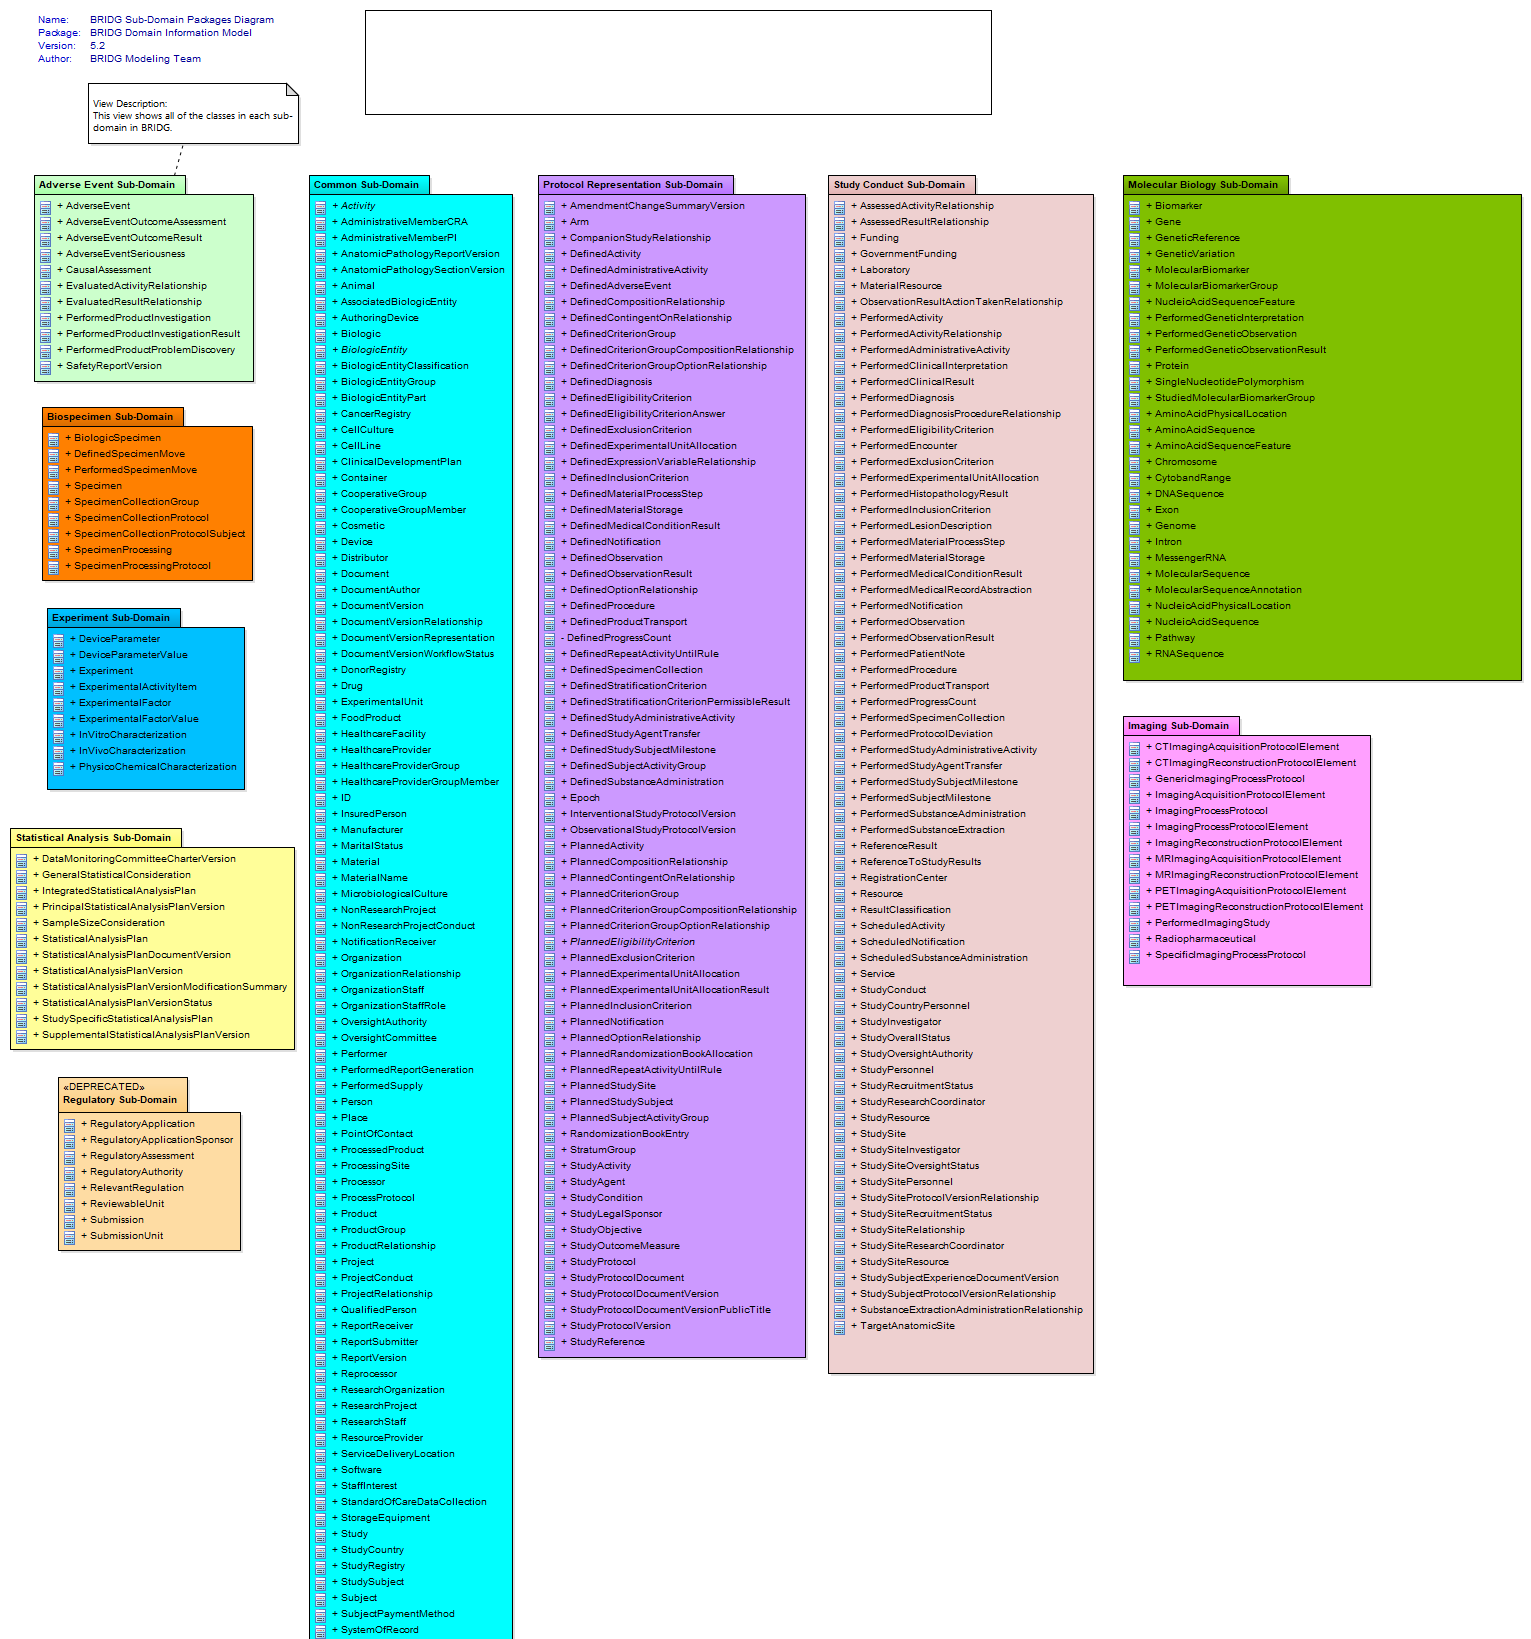 Name: BRIDG Sub-Domain Packages Diagram
Package: BRIDG Domain Information Model
Version: 5.2
Author: BRIDG Modeling Team
View Description:
This view shows all of the classes in each sub-
domain in BRIDG.
Adverse Event Sub-Domain
+ AdverseEvent
+ AdverseEventOutcomeAssessment
+ AdverseEventOutcomeResult
+ AdverseEventSeriousness
+ CausalAssessment
+ EvaluatedActivityRelationship
+ EvaluatedResultRelationship
+ PerformedProductInvestigation
+ PerformedProductInvestigationResult
+ PerformedProductProblemDiscovery
+ SafetyReportVersion
Biospecimen Sub-Domain
+ BiologicSpecimen
+ DefinedSpecimenMove
+ PerformedSpecimenMove
+ Specimen
+ SpecimenCollectionGroup
+ SpecimenCollectionProtocol
+ SpecimenCollectionProtocolSubject
+ SpecimenProcessing
+ SpecimenProcessingProtocol
Experiment Sub-Domain
+ DeviceParameter
+ DeviceParameterValue
+ Experiment
+ ExperimentalActivityItem
+ ExperimentalFactor
+ ExperimentalFactorValue
+ InVitroCharacterization
+ InVivoCharacterization
+ PhysicoChemicalCharacterization
Statistical Analysis Sub-Domain
+ DataMonitoringCommitteeCharterVersion
+ GeneralStatisticalConsideration
+ IntegratedStatisticalAnalysisPlan
+ PrincipalStatisticalAnalysisPlanVersion
+ SampleSizeConsideration
+ StatisticalAnalysisPlan
+ StatisticalAnalysisPlanDocumentVersion
+ StatisticalAnalysisPlanVersion
+ StatisticalAnalysisPlanVersionModificationSummary
+ StatisticalAnalysisPlanVersionStatus
+ StudySpecificStatisticalAnalysisPlan
+ SupplementalStatisticalAnalysisPlanVersion
«DEPRECATED»
Regulatory Sub-Domain
+ RegulatoryApplication
+ RegulatoryApplicationSponsor
+ RegulatoryAssessment
+ RegulatoryAuthority
+ RelevantRegulation
+ ReviewableUnit
+ Submission
+ SubmissionUnit
Common Sub-Domain
+ Activity
+ AdministrativeMemberCRA
+ AdministrativeMemberPI
+ AnatomicPathologyReportVersion
+ AnatomicPathologySectionVersion
+ Animal
+ AssociatedBiologicEntity
+ AuthoringDevice
+ Biologic
+ BiologicEntity
+ BiologicEntityClassification
+ BiologicEntityGroup
+ BiologicEntityPart
+ CancerRegistry
+ CellCulture
+ CellLine
+ ClinicalDevelopmentPlan
+ Container
+ CooperativeGroup
+ CooperativeGroupMember
+ Cosmetic
+ Device
+ Distributor
+ Document
+ DocumentAuthor
+ DocumentVersion
+ DocumentVersionRelationship
+ DocumentVersionRepresentation
+ DocumentVersionWorkflowStatus
+ DonorRegistry
+ Drug
+ ExperimentalUnit
+ FoodProduct
+ HealthcareFacility
+ HealthcareProvider
+ HealthcareProviderGroup
+ HealthcareProviderGroupMember
+ ID
+ InsuredPerson
+ Manufacturer
+ MaritalStatus
+ Material
+ MaterialName
+ MicrobiologicalCulture
+ NonResearchProject
+ NonResearchProjectConduct
+ NotificationReceiver
+ Organization
+ OrganizationRelationship
+ OrganizationStaff
+ OrganizationStaffRole
+ OversightAuthority
+ OversightCommittee
+ Performer
+ PerformedReportGeneration
+ PerformedSupply
+ Person
+ Place
+ PointOfContact
+ ProcessedProduct
+ ProcessingSite
+ Processor
+ ProcessProtocol
+ Product
+ ProductGroup
+ ProductRelationship
+ Project
+ ProjectConduct
+ ProjectRelationship
+ QualifiedPerson
+ ReportReceiver
+ ReportSubmitter
+ ReportVersion
+ Reprocessor
+ ResearchOrganization
+ ResearchProject
+ ResearchStaff
+ ResourceProvider
+ ServiceDeliveryLocation
+ Software
+ StaffInterest
+ StandardOfCareDataCollection
+ StorageEquipment
+ Study
+ StudyCountry
+ StudyRegistry
+ StudySubject
+ Subject
+ SubjectPaymentMethod
+ SystemOfRecord
Protocol Representation Sub-Domain
+ AmendmentChangeSummaryVersion
+ Arm
+ CompanionStudyRelationship
+ DefinedActivity
+ DefinedAdministrativeActivity
+ DefinedAdverseEvent
+ DefinedCompositionRelationship
+ DefinedContingentOnRelationship
+ DefinedCriterionGroup
+ DefinedCriterionGroupCompositionRelationship
+ DefinedCriterionGroupOptionRelationship
+ DefinedDiagnosis
+ DefinedEligibilityCriterion
+ DefinedEligibilityCriterionAnswer
+ DefinedExclusionCriterion
+ DefinedExperimentalUnitAllocation
+ DefinedExpressionVariableRelationship
+ DefinedInclusionCriterion
+ DefinedMaterialProcessStep
+ DefinedMaterialStorage
+ DefinedMedicalConditionResult
+ DefinedNotification
+ DefinedObservation
+ DefinedObservationResult
+ DefinedOptionRelationship
+ DefinedProcedure
+ DefinedProductTransport
- DefinedProgressCount
+ DefinedRepeatActivityUntilRule
+ DefinedSpecimenCollection
+ DefinedStratificationCriterion
+ DefinedStratificationCriterionPermissibleResult
+ DefinedStudyAdministrativeActivity
+ DefinedStudyAgentTransfer
+ DefinedStudySubjectMilestone
+ DefinedSubjectActivityGroup
+ DefinedSubstanceAdministration
+ Epoch
+ InterventionalStudyProtocolVersion
+ ObservationalStudyProtocolVersion
+ PlannedActivity
+ PlannedCompositionRelationship
+ PlannedContingentOnRelationship
+ PlannedCriterionGroup
+ PlannedCriterionGroupCompositionRelationship
+ PlannedCriterionGroupOptionRelationship
+ PlannedEligibilityCriterion
+ PlannedExclusionCriterion
+ PlannedExperimentalUnitAllocation
+ PlannedExperimentalUnitAllocationResult
+ PlannedInclusionCriterion
+ PlannedNotification
+ PlannedOptionRelationship
+ PlannedRandomizationBookAllocation
+ PlannedRepeatActivityUntilRule
+ PlannedStudySite
+ PlannedStudySubject
+ PlannedSubjectActivityGroup
+ RandomizationBookEntry
+ StratumGroup
+ StudyActivity
+ StudyAgent
+ StudyCondition
+ StudyLegalSponsor
+ StudyObjective
+ StudyOutcomeMeasure
+ StudyProtocol
+ StudyProtocolDocument
+ StudyProtocolDocumentVersion
+ StudyProtocolDocumentVersionPublicTitle
+ StudyProtocolVersion
+ StudyReference
Study Conduct Sub-Domain
+ AssessedActivityRelationship
+ AssessedResultRelationship
+ Funding
+ GovernmentFunding
+ Laboratory
+ MaterialResource
+ ObservationResultActionTakenRelationship
+ PerformedActivity
+ PerformedActivityRelationship
+ PerformedAdministrativeActivity
+ PerformedClinicalInterpretation
+ PerformedClinicalResult
+ PerformedDiagnosis
+ PerformedDiagnosisProcedureRelationship
+ PerformedEligibilityCriterion
+ PerformedEncounter
+ PerformedExclusionCriterion
+ PerformedExperimentalUnitAllocation
+ PerformedHistopathologyResult
+ PerformedInclusionCriterion
+ PerformedLesionDescription
+ PerformedMaterialProcessStep
+ PerformedMaterialStorage
+ PerformedMedicalConditionResult
+ PerformedMedicalRecordAbstraction
+ PerformedNotification
+ PerformedObservation
+ PerformedObservationResult
+ PerformedPatientNote
+ PerformedProcedure
+ PerformedProductTransport
+ PerformedProgressCount
+ PerformedSpecimenCollection
+ PerformedProtocolDeviation
+ PerformedStudyAdministrativeActivity
+ PerformedStudyAgentTransfer
+ PerformedStudySubjectMilestone
+ PerformedSubjectMilestone
+ PerformedSubstanceAdministration
+ PerformedSubstanceExtraction
+ ReferenceResult
+ ReferenceToStudyResults
+ RegistrationCenter
+ Resource
+ ResultClassification
+ ScheduledActivity
+ ScheduledNotification
+ ScheduledSubstanceAdministration
+ Service
+ StudyConduct
+ StudyCountryPersonnel
+ StudyInvestigator
+ StudyOverallStatus
+ StudyOversightAuthority
+ StudyPersonnel
+ StudyRecruitmentStatus
+ StudyResearchCoordinator
+ StudyResource
+ StudySite
+ StudySiteInvestigator
+ StudySiteOversightStatus
+ StudySitePersonnel
+ StudySiteProtocolVersionRelationship
+ StudySiteRecruitmentStatus
+ StudySiteRelationship
+ StudySiteResearchCoordinator
+ StudySiteResource
+ StudySubjectExperienceDocumentVersion
+ StudySubjectProtocolVersionRelationship
+ SubstanceExtractionAdministrationRelationship
+ TargetAnatomicSite
Molecular Biology Sub-Domain
+ Biomarker
+ Gene
+ GeneticReference
+ GeneticVariation
+ MolecularBiomarker
+ MolecularBiomarkerGroup
+ NucleicAcidSequenceFeature
+ PerformedGeneticInterpretation
+ PerformedGeneticObservation
+ PerformedGeneticObservationResult
+ Protein
+ SingleNucleotidePolymorphism
+ StudiedMolecularBiomarkerGroup
+ AminoAcidPhysicalLocation
+ AminoAcidSequence
+ AminoAcidSequenceFeature
+ Chromosome
+ CytobandRange
+ DNASequence
+ Exon
+ Genome
+ Intron
+ MessengerRNA
+ MolecularSequence
+ MolecularSequenceAnnotation
+ NucleicAcidPhysicalLocation
+ NucleicAcidSequence
+ Pathway
+ RNASequence
Imaging Sub-Domain
+ CTImagingAcquisitionProtocolElement
+ CTImagingReconstructionProtocolElement
+ GenericImagingProcessProtocol
+ ImagingAcquisitionProtocolElement
+ ImagingProcessProtocol
+ ImagingProcessProtocolElement
+ ImagingReconstructionProtocolElement
+ MRImagingAcquisitionProtocolElement
+ MRImagingReconstructionProtocolElement
+ PETImagingAcquisitionProtocolElement
+ PETImagingReconstructionProtocolElement
+ PerformedImagingStudy
+ Radiopharmaceutical
+ SpecificImagingProcessProtocol